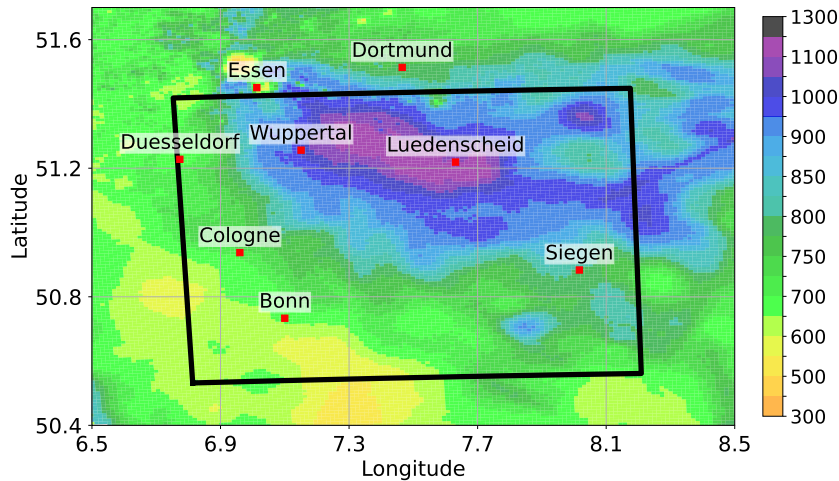 51.6
51.2
50.8
50.4
Latitude
Dortmund
Essen
Duesseldorf
Wuppertal
Luedenscheid
Cologne
Siegen
Bonn
6.5 6.9 7.3 7.7 8.1 8.5
Longitude
1300
1100
1000
900
850
800
750
700
600
500
300